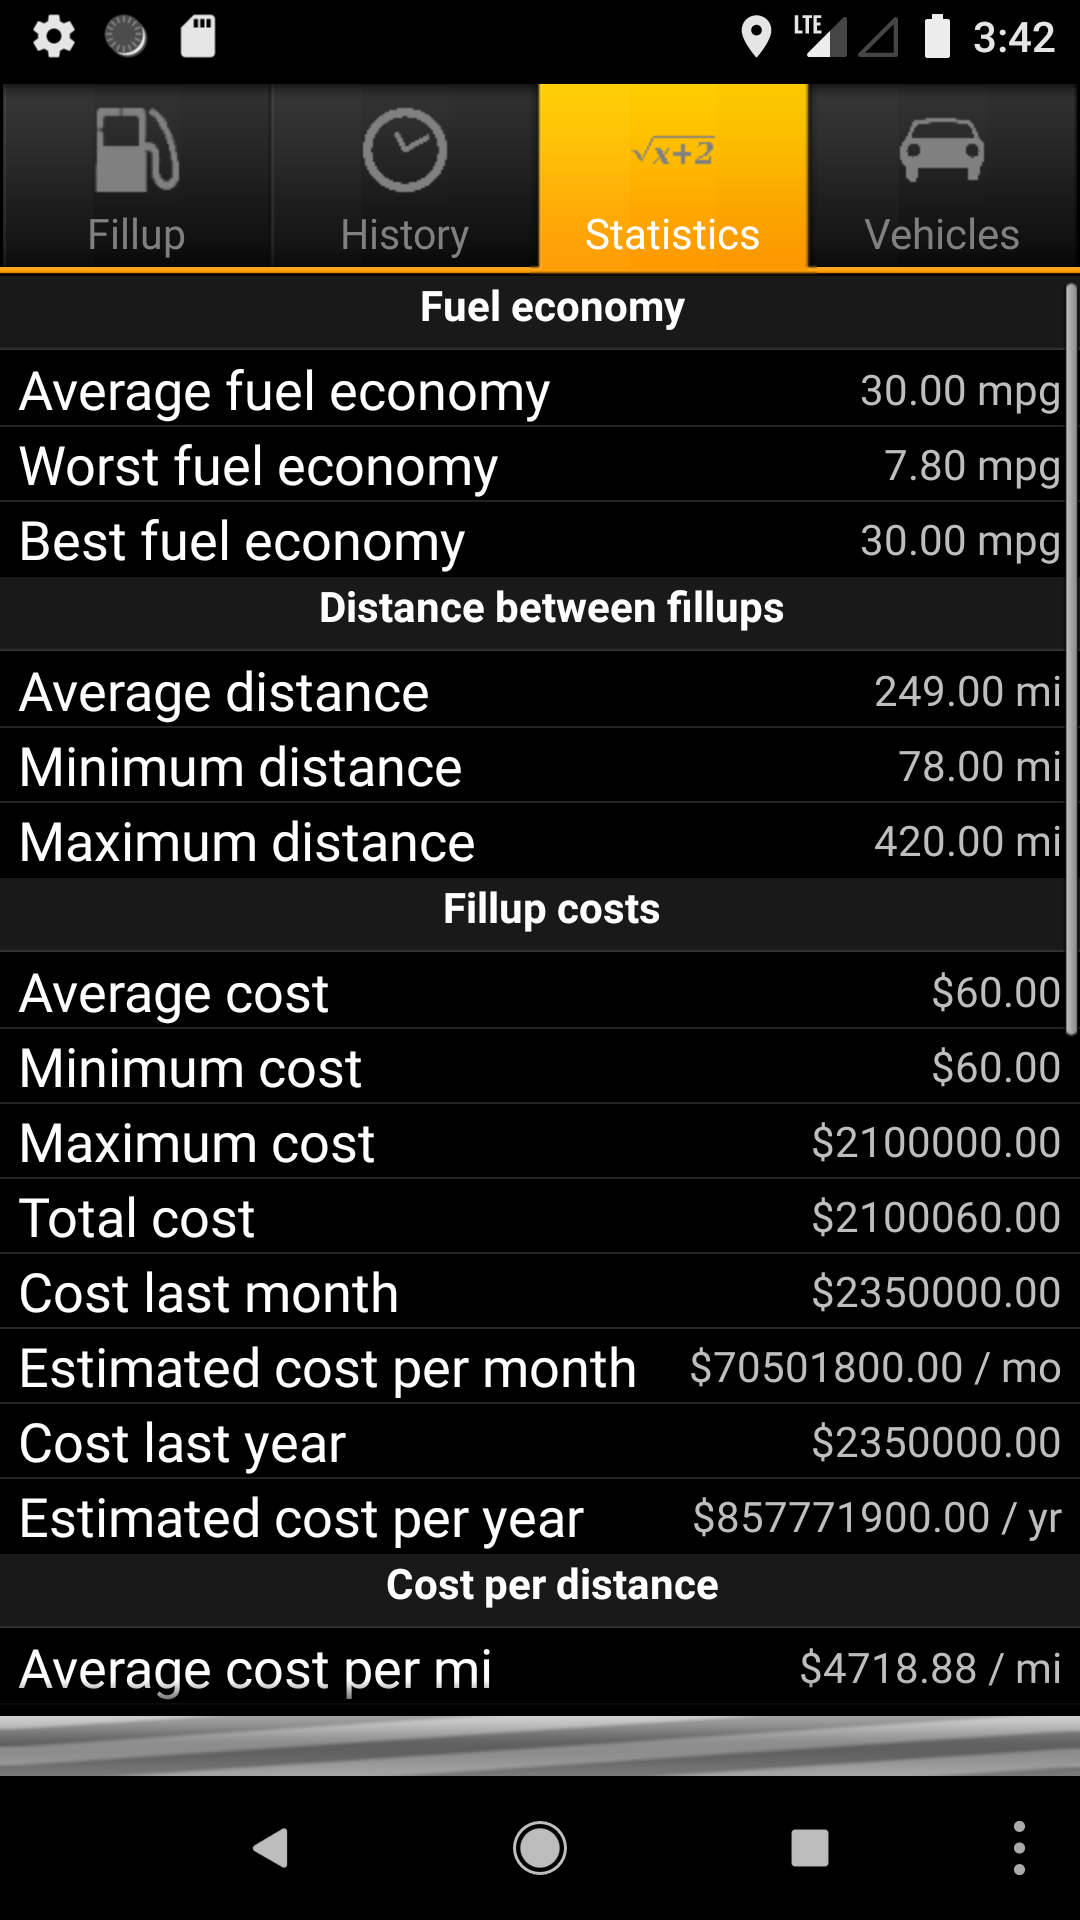 LTE 3:42
Fillup History √x+2 Statistics Vehicles
Fuel economy
Average fuel economy 30.00 mpg
Worst fuel economy 7.80 mpg
Best fuel economy 30.00 mpg
Distance between fillups
Average distance 249.00 mi
Minimum distance 78.00 mi
Maximum distance 420.00 mi
Fillup costs
Average cost $60.00
Minimum cost $60.00
Maximum cost $2100000.00
Total cost $2100060.00
Cost last month $2350000.00
Estimated cost per month $70501800.00 / mo
Cost last year $2350000.00
Estimated cost per year $857771900.00 / yr
Cost per distance
Average cost per mi $4718.88 / mi